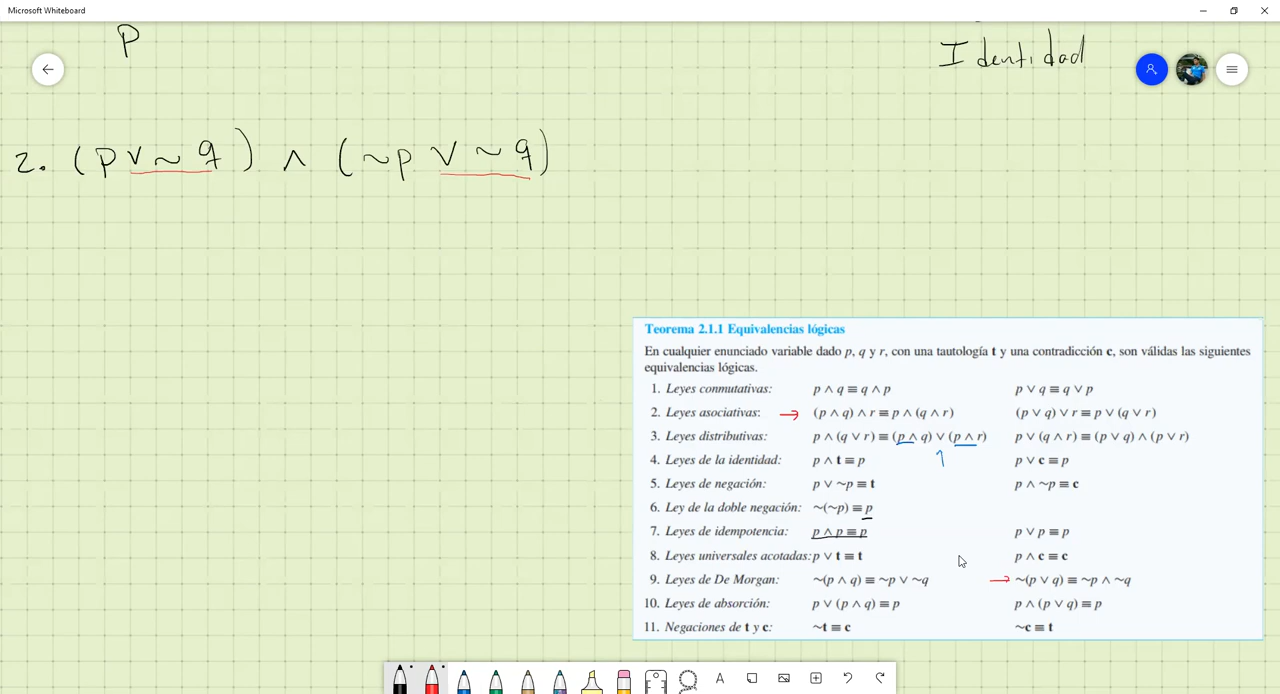 Microsoft Whiteboard
p
Identidad
2. (p ∨ ~ q) ∧ (~p ∨ ~ q)
Teorema 2.1.1 Equivalencias lógicas
En cualquier enunciado variable dado p, q y r, con una tautología t y una contradicción c, son válidas las siguientes
equivalencias lógicas.
1. Leyes conmutativas: p ∧ q ≡ q ∧ p p ∨ q ≡ q ∨ p
2. Leyes asociativas: → (p ∧ q) ∧ r ≡ p ∧ (q ∧ r) (p ∨ q) ∨ r ≡ p ∨ (q ∨ r)
3. Leyes distributivas: p ∧ (q ∨ r) ≡ (p ∧ q) ∨ (p ∧ r) p ∨ (q ∧ r) ≡ (p ∨ q) ∧ (p ∨ r)
4. Leyes de la identidad: p ∧ t ≡ p p ∨ c ≡ p
5. Leyes de negación: p ∨ ~p ≡ t p ∧ ~p ≡ c
6. Ley de la doble negación: ~(~p) ≡ p
7. Leyes de idempotencia: p ∧ p ≡ p p ∨ p ≡ p
8. Leyes universales acotadas: p ∨ t ≡ t p ∧ c ≡ c
9. Leyes de De Morgan: ~(p ∧ q) ≡ ~p ∨ ~q → ~(p ∨ q) ≡ ~p ∧ ~q
10. Leyes de absorción: p ∨ (p ∧ q) ≡ p p ∧ (p ∨ q) ≡ p
11. Negaciones de t y c: ~t ≡ c ~c ≡ t
A